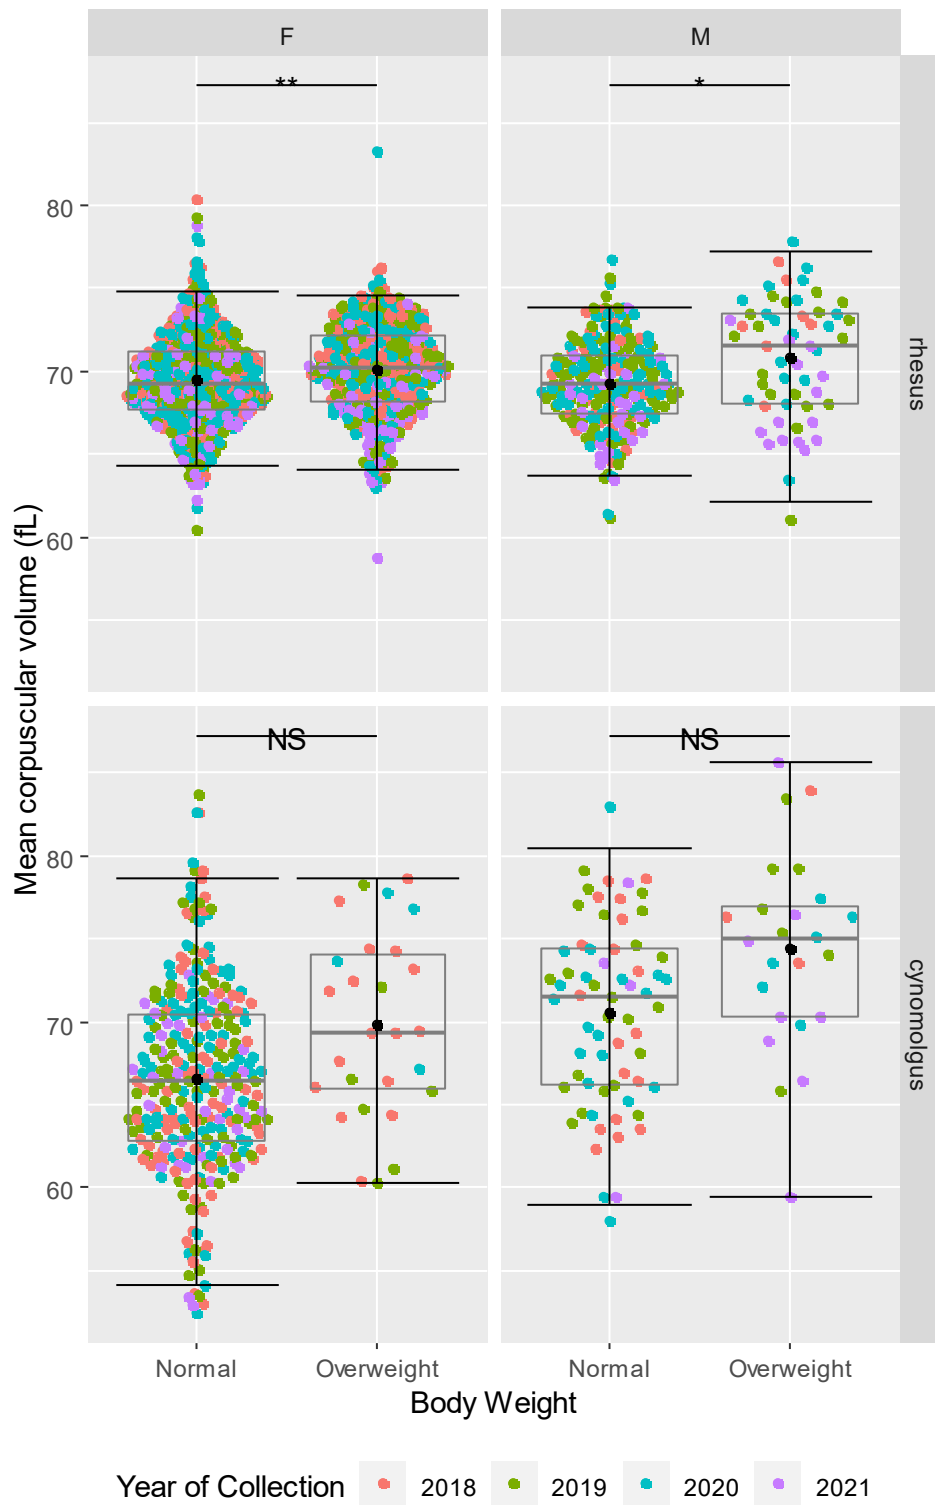 F M
** *
80
70
60
rhesus
Mean corpuscular volume (fL)
NS NS
80
70
60
cynomolgus
Normal Overweight Normal Overweight
Body Weight
Year of Collection 2018 2019 2020 2021